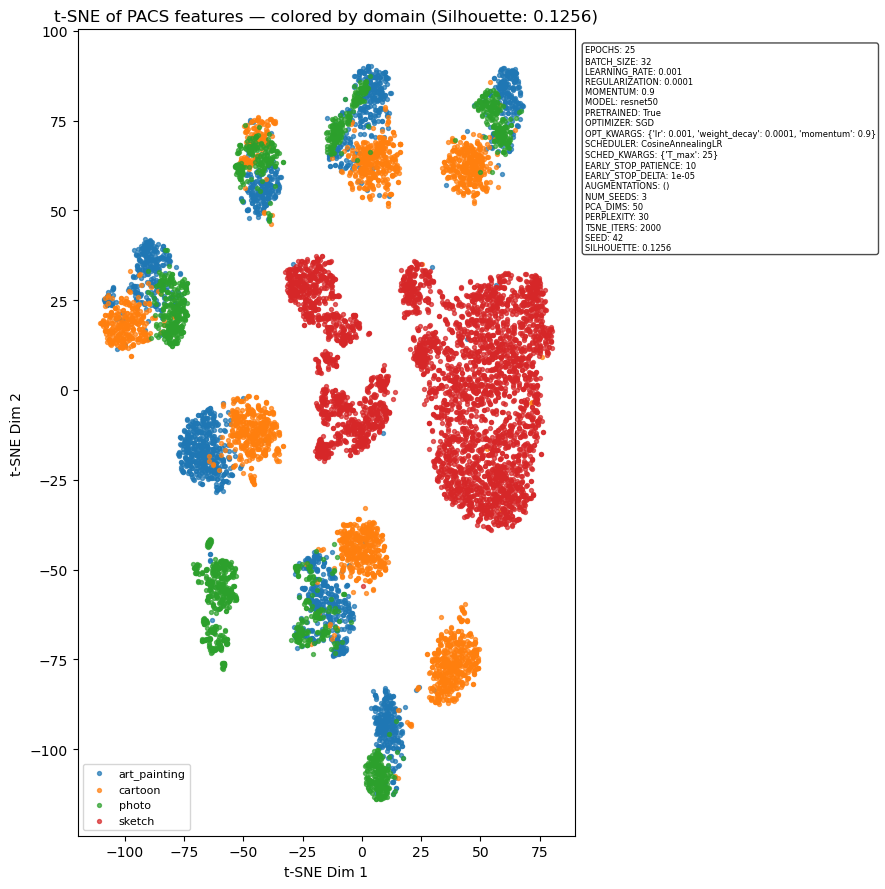 t-SNE of PACS features — colored by domain (Silhouette: 0.1256)
EPOCHS: 25
BATCH_SIZE: 32
LEARNING_RATE: 0.001
REGULARIZATION: 0.0001
MOMENTUM: 0.9
MODEL: resnet50
PRETRAINED: True
OPTIMIZER: SGD
OPT_KWARGS: {'lr': 0.001, 'weight_decay': 0.0001, 'momentum': 0.9}
SCHEDULER: CosineAnnealingLR
SCHED_KWARGS: {'T_max': 25}
EARLY_STOP_PATIENCE: 10
EARLY_STOP_DELTA: 1e-05
AUGMENTATIONS: ()
NUM_SEEDS: 3
PCA_DIMS: 50
PERPLEXITY: 30
TSNE_ITERS: 2000
SEED: 42
SILHOUETTE: 0.1256
100
75
50
25
0
−25
−50
−75
−100
t-SNE Dim 2
art_painting
cartoon
photo
sketch
−100 −75 −50 −25 0 25 50 75
t-SNE Dim 1